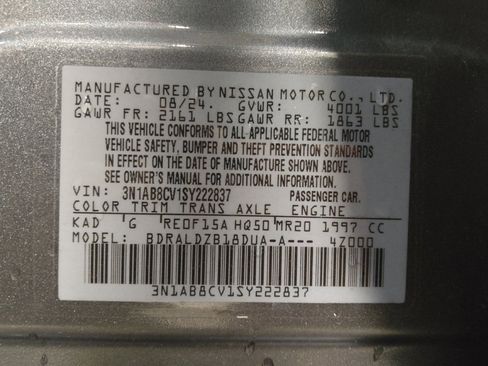 MANUFACTURED BY NISSAN MOTOR CO., LTD.
DATE: 08/24. GVWR: 4001 LBS
GAWR FR: 2161 LBS GAWR RR: 1863 LBS
THIS VEHICLE CONFORMS TO ALL APPLICABLE FEDERAL MOTOR
VEHICLE SAFETY, BUMPER AND THEFT PREVENTION STANDARDS
IN EFFECT ON THE DATE OF MANUFACTURE SHOWN ABOVE.
SEE OWNER'S MANUAL FOR ADDITIONAL INFORMATION.
VIN: 3N1AB8CV1SY222837 PASSENGER CAR.
COLOR TRIM TRANS AXLE ENGINE
KAD G RE0F15A HQ50 MR20 1997 CC
MODEL: BDRALDZB18DUA-A--- 4Z000
3N1AB8CV1SY222837